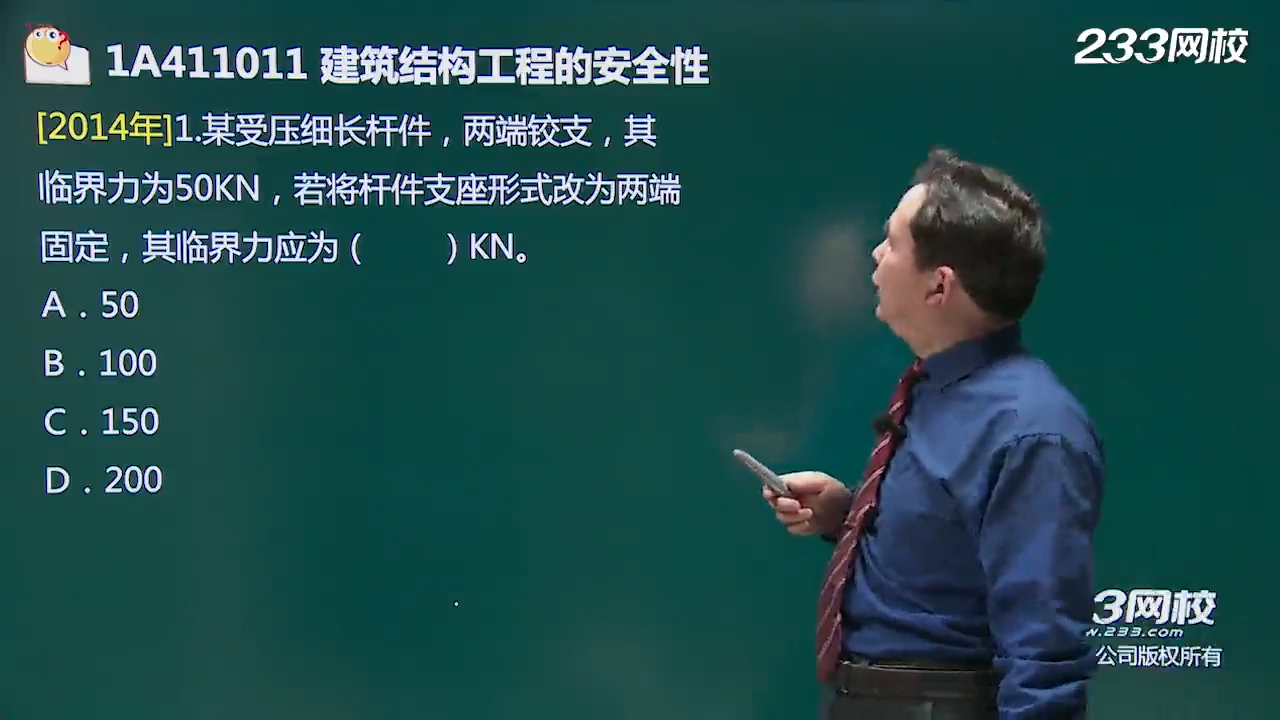 1A411011 建筑结构工程的安全性
233网校
[2014年]1.某受压细长杆件，两端铰支，其
临界力为50KN，若将杆件支座形式改为两端
固定，其临界力应为（　　）KN。
A．50
B．100
C．150
D．200
3网校
w.233.com
公司版权所有